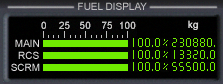 FUEL DISPLAY
0 25 50 75 100 kg
MAIN 100.0% 230880.
RCS 100.0% 13320.0
SCRM 100.0% 55500.0